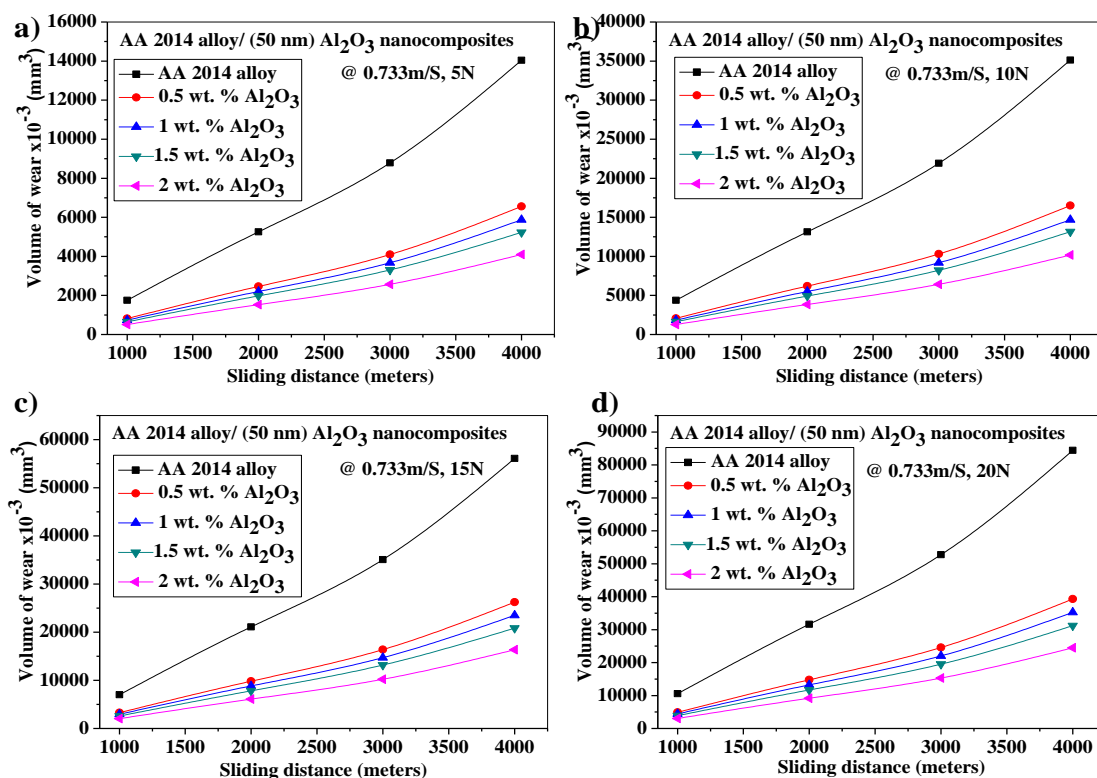 a)
16000
14000
12000
10000
8000
6000
4000
2000
0
Volume of wear x10⁻³ (mm³)
AA 2014 alloy/ (50 nm) Al₂O₃ nanocomposites
@ 0.733m/S, 5N
AA 2014 alloy
0.5 wt. % Al₂O₃
1 wt. % Al₂O₃
1.5 wt. % Al₂O₃
2 wt. % Al₂O₃
1000 1500 2000 2500 3000 3500 4000
Sliding distance (meters)
b)
40000
35000
30000
25000
20000
15000
10000
5000
0
Volume of wear x10⁻³ (mm³)
AA 2014 alloy/ (50 nm) Al₂O₃ nanocomposites
@ 0.733m/S, 10N
AA 2014 alloy
0.5 wt. % Al₂O₃
1 wt. % Al₂O₃
1.5 wt. % Al₂O₃
2 wt. % Al₂O₃
1000 1500 2000 2500 3000 3500 4000
Sliding distance (meters)
c)
60000
50000
40000
30000
20000
10000
0
Volume of wear x10⁻³ (mm³)
AA 2014 alloy/ (50 nm) Al₂O₃ nanocomposites
@ 0.733m/S, 15N
AA 2014 alloy
0.5 wt. % Al₂O₃
1 wt. % Al₂O₃
1.5 wt. % Al₂O₃
2 wt. % Al₂O₃
1000 1500 2000 2500 3000 3500 4000
Sliding distance (meters)
d)
90000
80000
70000
60000
50000
40000
30000
20000
10000
0
Volume of wear x10⁻³ (mm³)
AA 2014 alloy/ (50 nm) Al₂O₃ nanocomposites
@ 0.733m/S, 20N
AA 2014 alloy
0.5 wt. % Al₂O₃
1 wt. % Al₂O₃
1.5 wt. % Al₂O₃
2 wt. % Al₂O₃
1000 1500 2000 2500 3000 3500 4000
Sliding distance (meters)